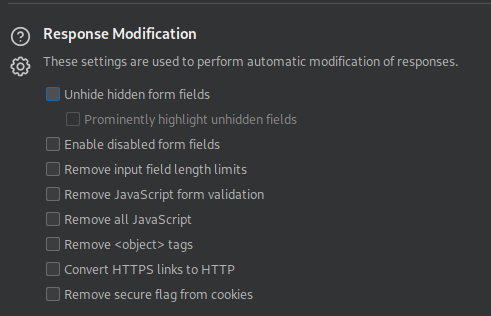 Response Modification
These settings are used to perform automatic modification of responses.
Unhide hidden form fields
Prominently highlight unhidden fields
Enable disabled form fields
Remove input field length limits
Remove JavaScript form validation
Remove all JavaScript
Remove <object> tags
Convert HTTPS links to HTTP
Remove secure flag from cookies